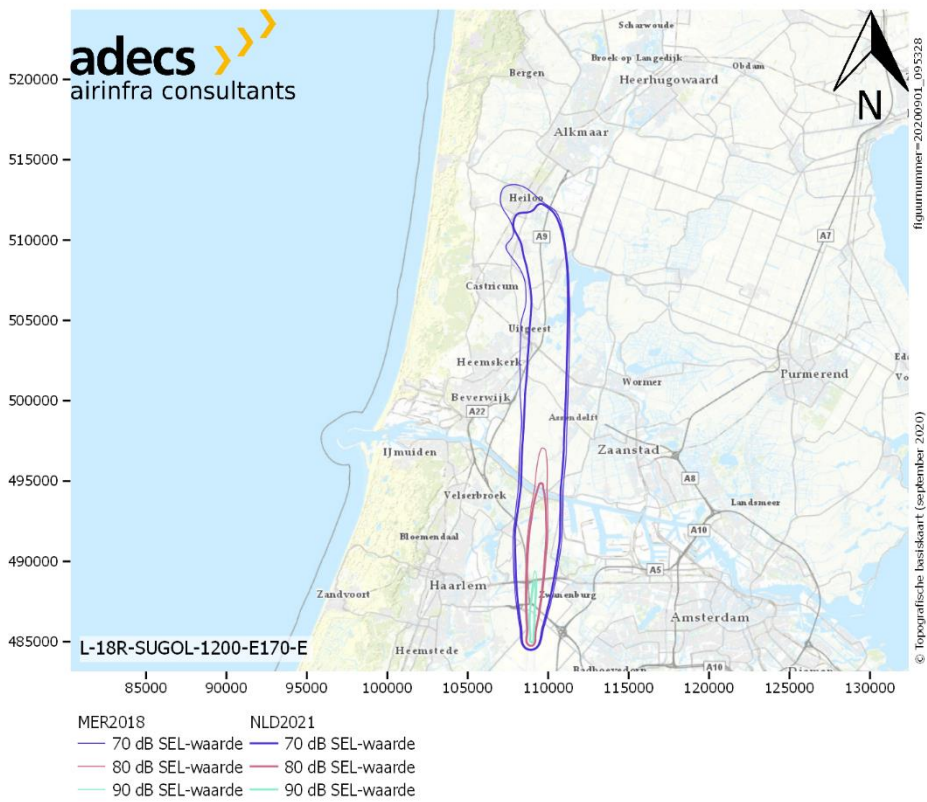 adecs
airinfra consultants
N
figuurnummer=20200901_095328
© Topografische basiskaart (september 2020)
520000
515000
510000
505000
500000
495000
490000
485000
Scharwoude
Broek op Langedijk
Obdam
Bergen
Heerhugowaard
Alkmaar
Heiloo
A9
A7
Castricum
Uitgeest
Heemskerk
Wormer
Purmerend
Beverwijk
A22
Assendelft
IJmuiden
Zaanstad
A8
Velserbroek
Landsmeer
Bloemendaal
A10
A5
Haarlem
Zandvoort
Zwanenburg
Amsterdam
Heemstede
A10
L-18R-SUGOL-1200-E170-E
85000 90000 95000 100000 105000 110000 115000 120000 125000 130000
MER2018 NLD2021
70 dB SEL-waarde 70 dB SEL-waarde
80 dB SEL-waarde 80 dB SEL-waarde
90 dB SEL-waarde 90 dB SEL-waarde